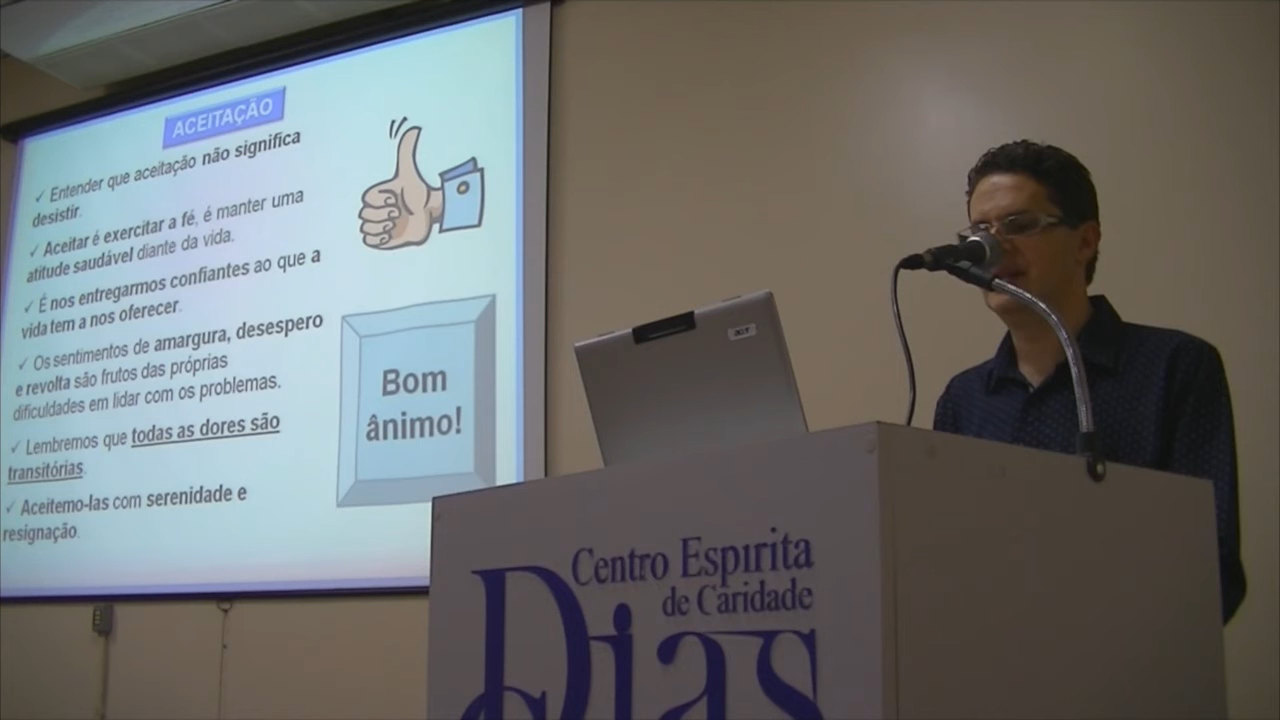 ACEITAÇÃO
✓ Entender que aceitação não significa
desistir.
✓ Aceitar é exercitar a fé, é manter uma
atitude saudável diante da vida.
✓ É nos entregarmos confiantes ao que a
vida tem a nos oferecer.
✓ Os sentimentos de amargura, desespero
e revolta são frutos das próprias
dificuldades em lidar com os problemas.
✓ Lembremos que todas as dores são
transitórias.
✓ Aceitemo-las com serenidade e
resignação.
Bom
ânimo!
acer
Centro Espírita
de Caridade
Dias